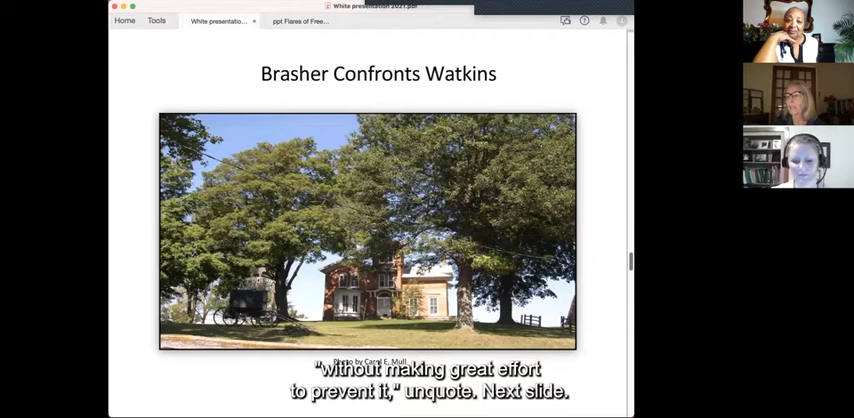 White presentation 2021.pdf
Home
Tools
White presentatio...
ppt Flares of Free...
Brasher Confronts Watkins
Photo by Carol E. Mull
"without making great effort
to prevent it," unquote. Next slide.